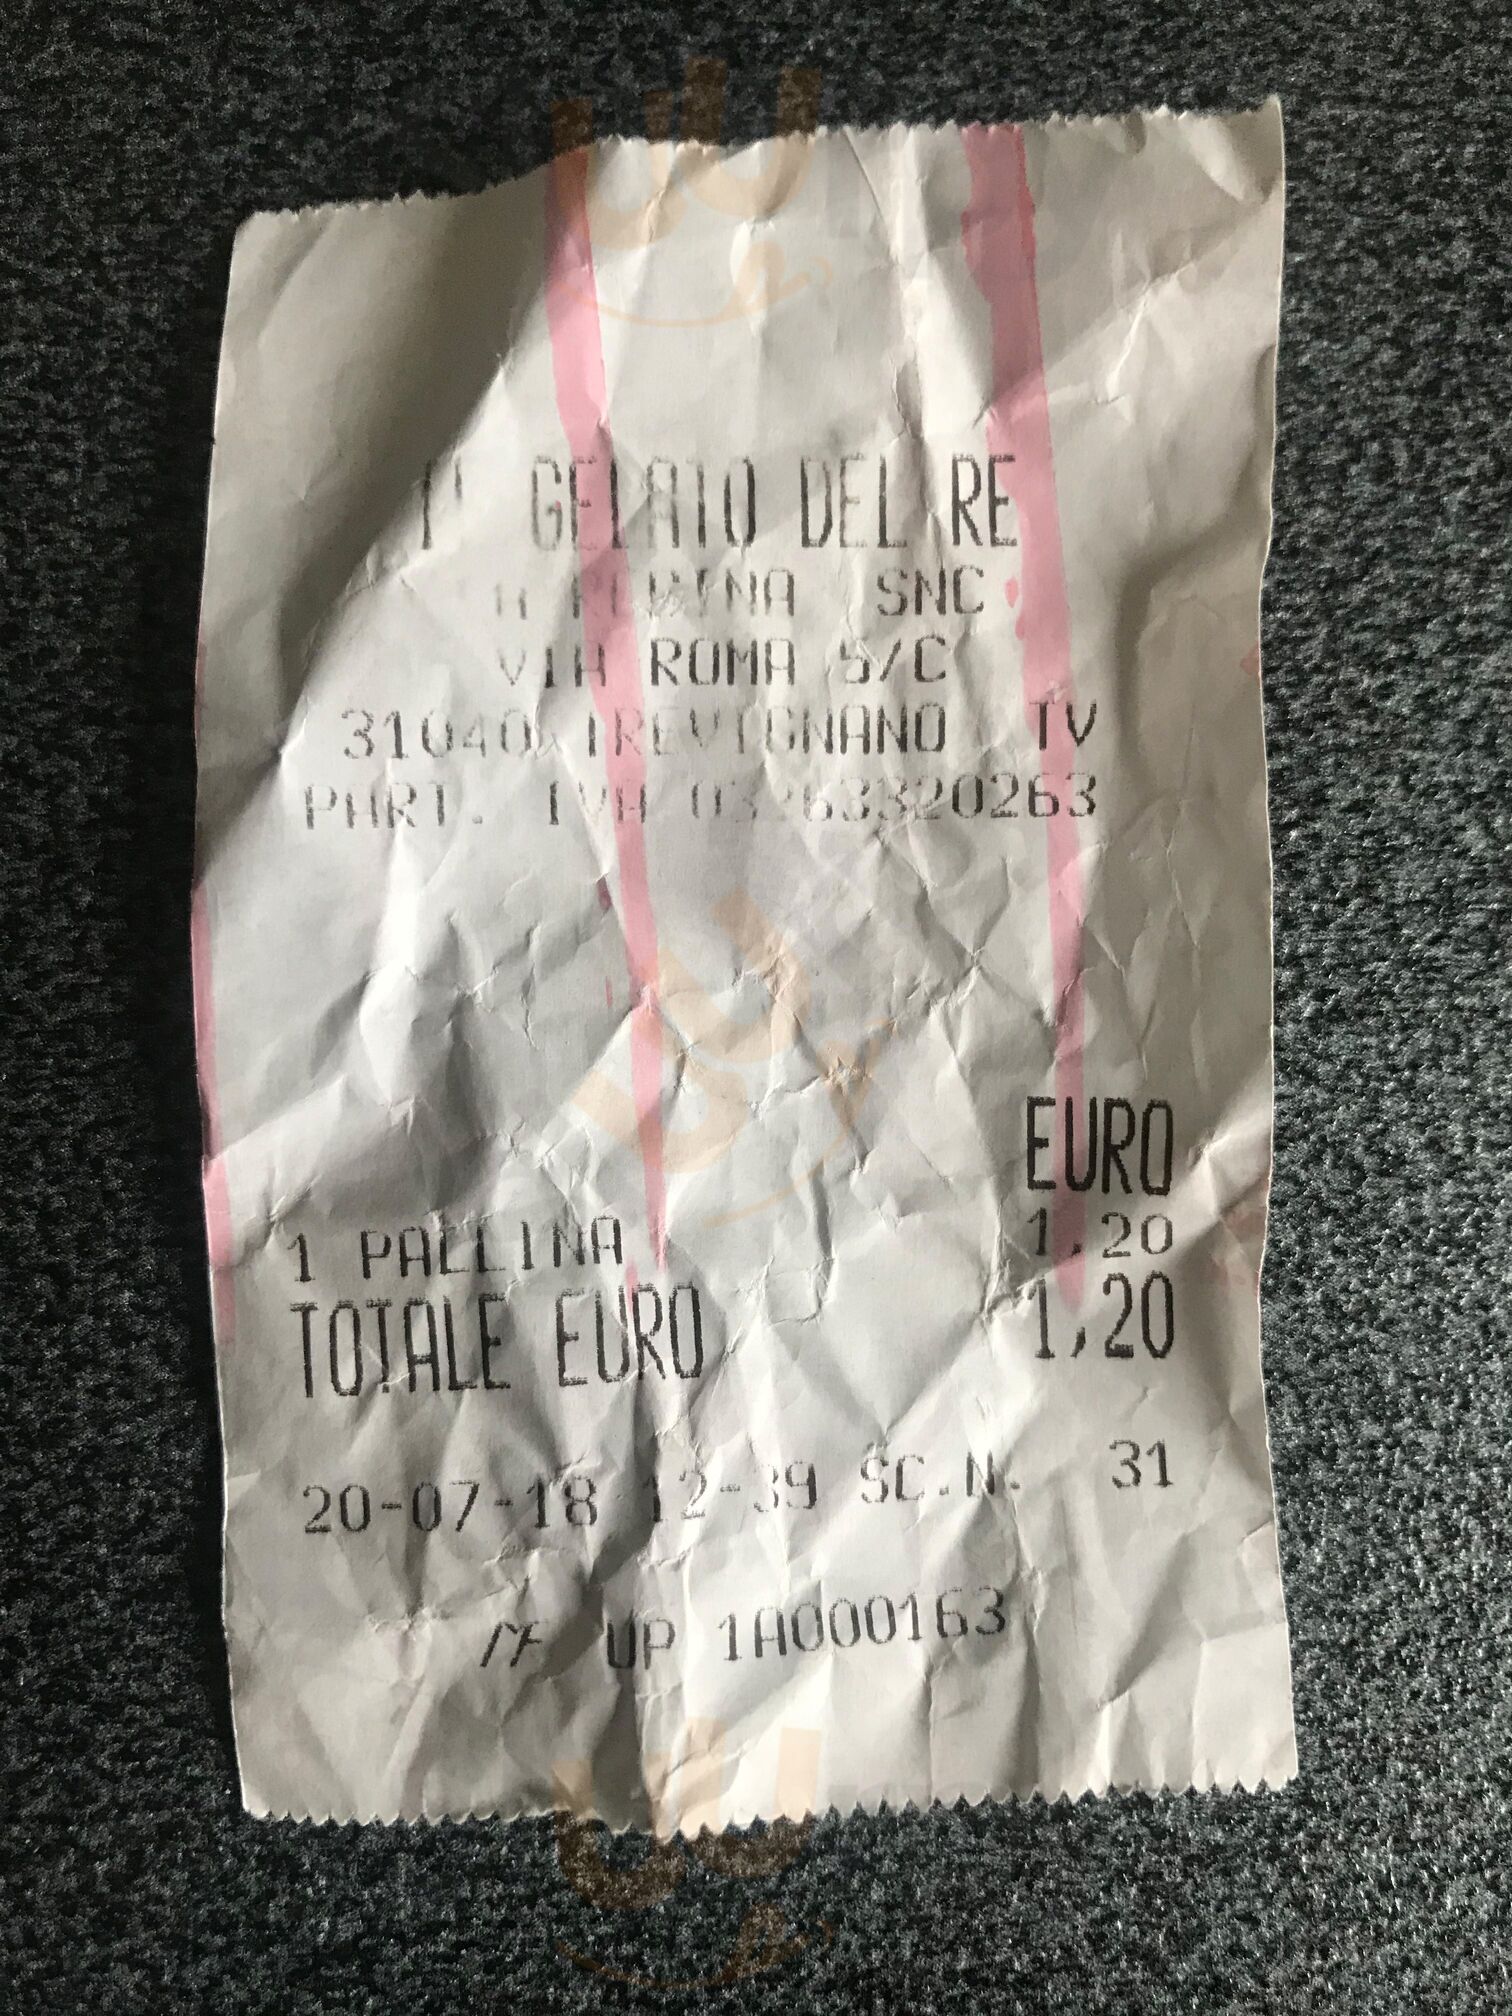 GELATO DEL RE
SNC
VIA ROMA 5/C
31040 TREVIGNANO TV
PART. IVA
EURO
1 PALLINA 1,20
TOTALE EURO 1,20
20-07-18 12-39 SC.N. 31
UP 1A000163